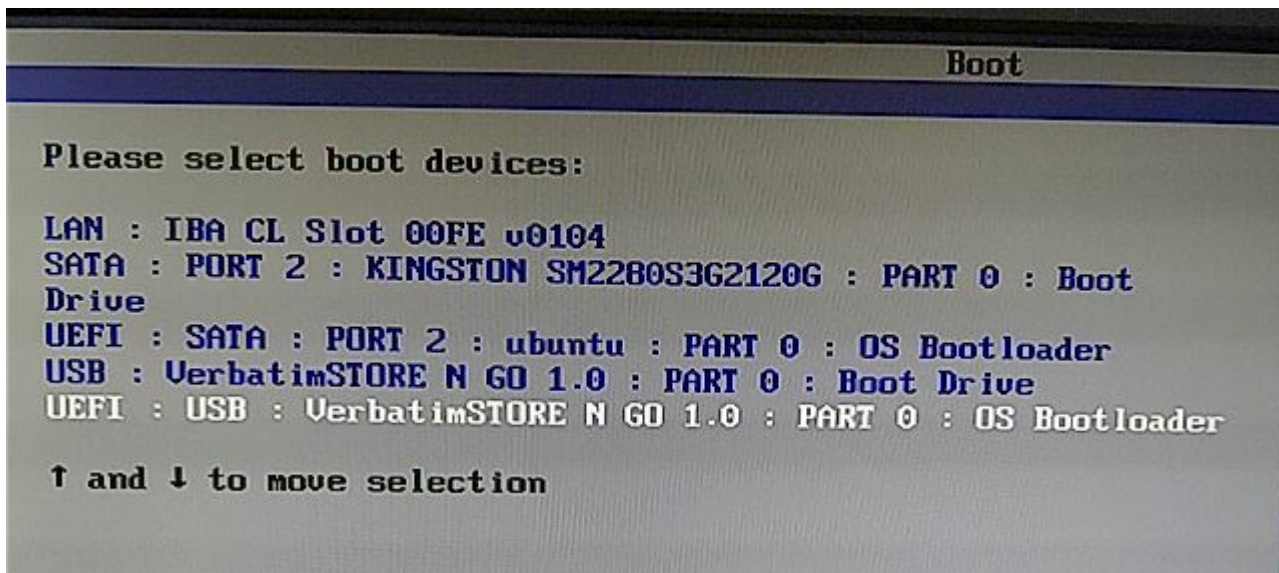 Boot
Please select boot devices:
LAN : IBA CL Slot 00FE v0104
SATA : PORT 2 : KINGSTON SM2280S3G2120G : PART 0 : Boot
Drive
UEFI : SATA : PORT 2 : ubuntu : PART 0 : OS Bootloader
USB : VerbatimSTORE N GO 1.0 : PART 0 : Boot Drive
UEFI : USB : VerbatimSTORE N GO 1.0 : PART 0 : OS Bootloader
↑ and ↓ to move selection